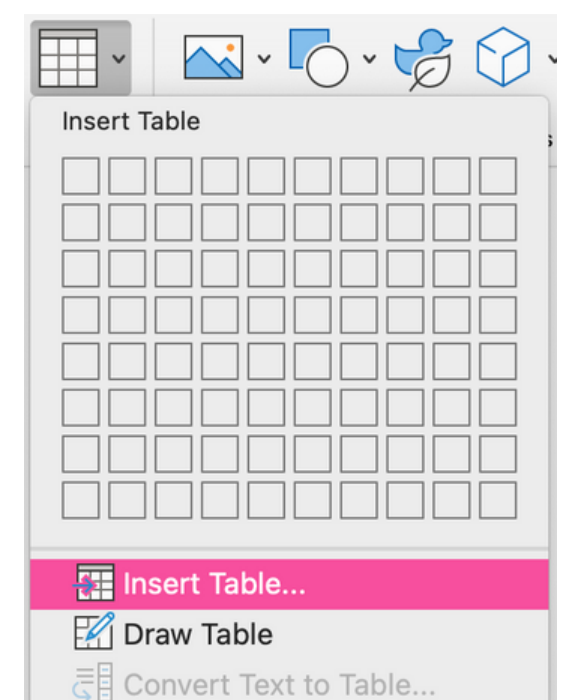 Insert Table
s
Insert Table...
Draw Table
Convert Text to Table...